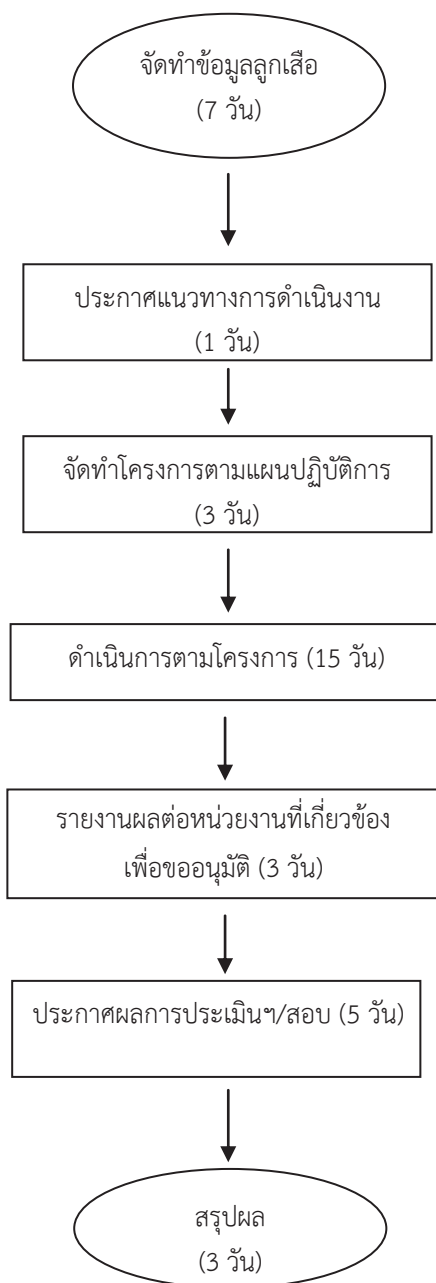 จัดทำข้อมูลลูกเสือ
(7 วัน)
ประกาศแนวทางการดำเนินงาน
(1 วัน)
จัดทำโครงการตามแผนปฏิบัติการ
(3 วัน)
ดำเนินการตามโครงการ (15 วัน)
รายงานผลต่อหน่วยงานที่เกี่ยวข้อง
เพื่อขออนุมัติ (3 วัน)
ประกาศผลการประเมินฯ/สอบ (5 วัน)
สรุปผล
(3 วัน)